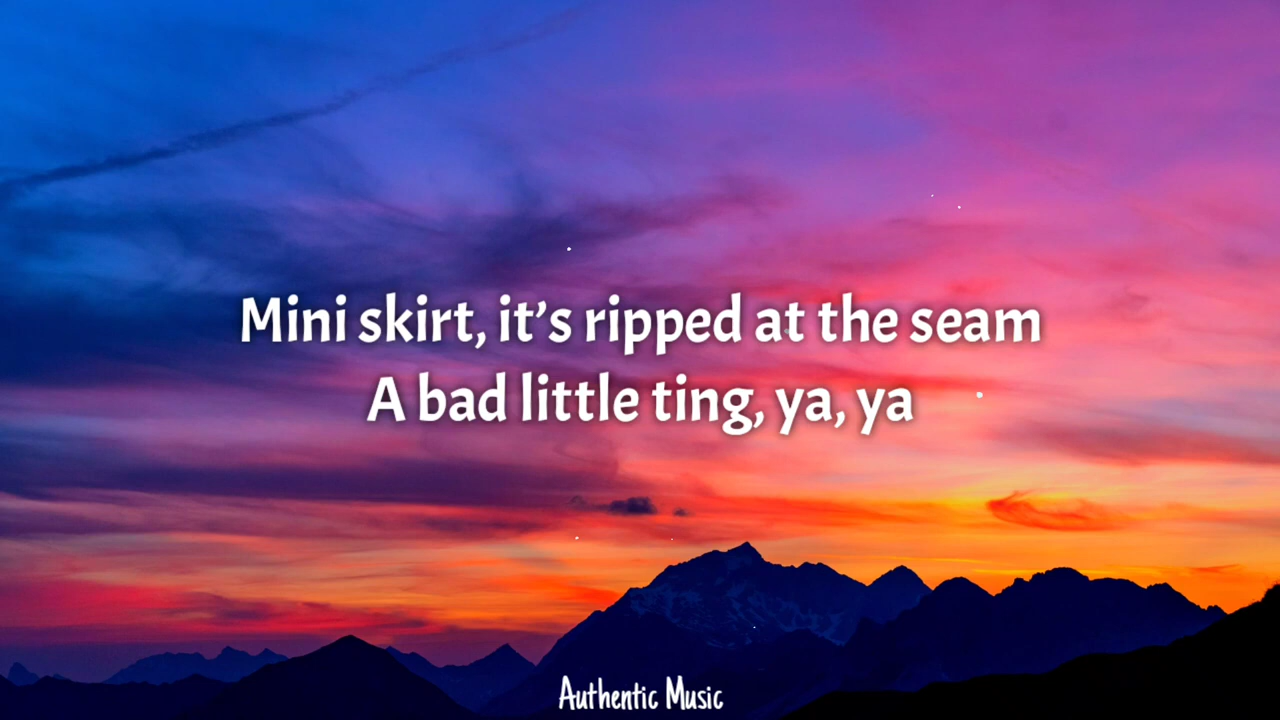 Mini skirt, it’s ripped at the seam
A bad little ting, ya, ya
Authentic Music